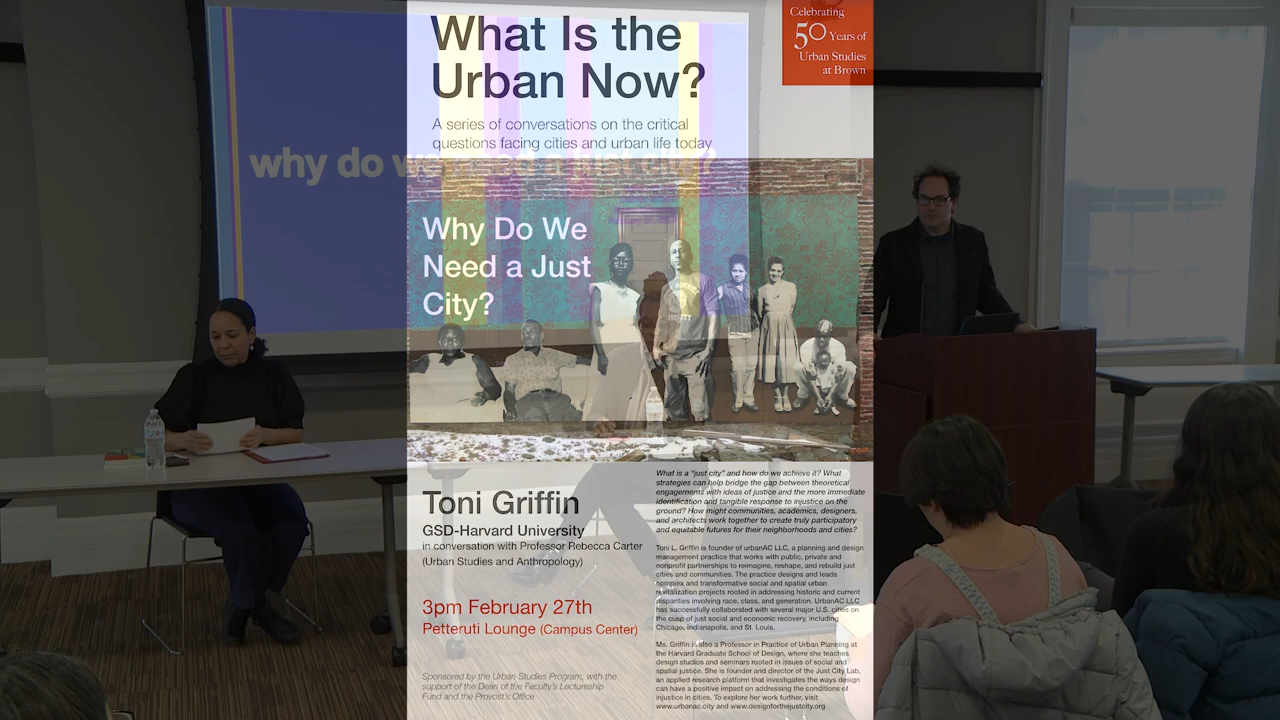 What Is the
Urban Now?
A series of conversations on the critical
questions facing cities and urban life today
Celebrating
50 Years of
Urban Studies
at Brown
why do we need a just city?
Why Do We
Need a Just
City?
Toni Griffin
GSD-Harvard University
in conversation with Professor Rebecca Carter
(Urban Studies and Anthropology)
3pm February 27th
Petteruti Lounge (Campus Center)
Sponsored by the Urban Studies Program, with the
support of the Dean of the Faculty's Lectureship
Fund and the Provost's Office
What is a "just city" and how do we achieve it? What
strategies can help bridge the gap between theoretical
engagements with ideas of justice and the more immediate
identification and tangible response to injustice on the
ground? How might communities, academics, designers,
and architects work together to create truly participatory
and equitable futures for their neighborhoods and cities?
Toni L. Griffin is founder of urbanAC LLC, a planning and design
management practice that works with public, private and
nonprofit partnerships to reimagine, reshape, and rebuild just
cities and communities. The practice designs and leads
complex and transformative social and spatial urban
revitalization projects rooted in addressing historic and current
disparities involving race, class, and generation. UrbanAC LLC
has successfully collaborated with several major U.S. cities on
the cusp of just social and economic recovery, including
Chicago, Indianapolis, and St. Louis.
Ms. Griffin is also a Professor in Practice of Urban Planning at
the Harvard Graduate School of Design, where she teaches
design studios and seminars rooted in issues of social and
spatial justice. She is founder and director of the Just City Lab,
an applied research platform that investigates the ways design
can have a positive impact on addressing the conditions of
injustice in cities. To explore her work further, visit
www.urbanac.city and www.designforthejustcity.org